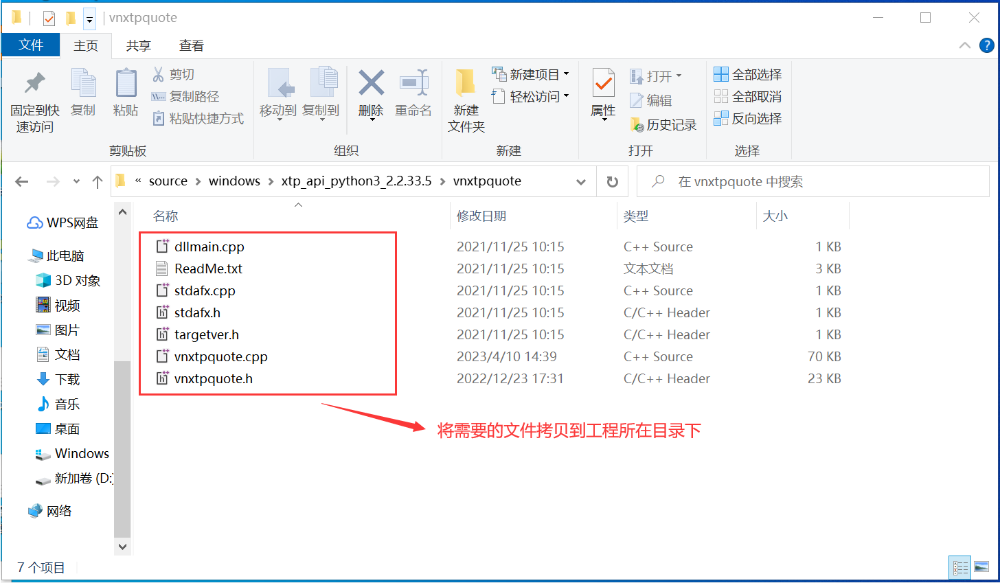 vnxtpquote
文件 主页 共享 查看
固定到快速访问 复制 粘贴 剪切 复制路径 粘贴快捷方式 移动到 复制到 删除 重命名 新建文件夹 新建项目 轻松访问 属性 打开 编辑 历史记录 全部选择 全部取消 反向选择
剪贴板 组织 新建 打开 选择
« source windows xtp_api_python3_2.2.33.5 vnxtpquote 在 vnxtpquote 中搜索
WPS网盘
此电脑
3D 对象
视频
图片
文档
下载
音乐
桌面
Windows
新加卷 (D:)
网络
名称 修改日期 类型 大小
dllmain.cpp 2021/11/25 10:15 C++ Source 1 KB
ReadMe.txt 2021/11/25 10:15 文本文档 3 KB
stdafx.cpp 2021/11/25 10:15 C++ Source 1 KB
stdafx.h 2021/11/25 10:15 C/C++ Header 1 KB
targetver.h 2021/11/25 10:15 C/C++ Header 1 KB
vnxtpquote.cpp 2023/4/10 14:39 C++ Source 70 KB
vnxtpquote.h 2022/12/23 17:31 C/C++ Header 23 KB
将需要的文件拷贝到工程所在目录下
7 个项目